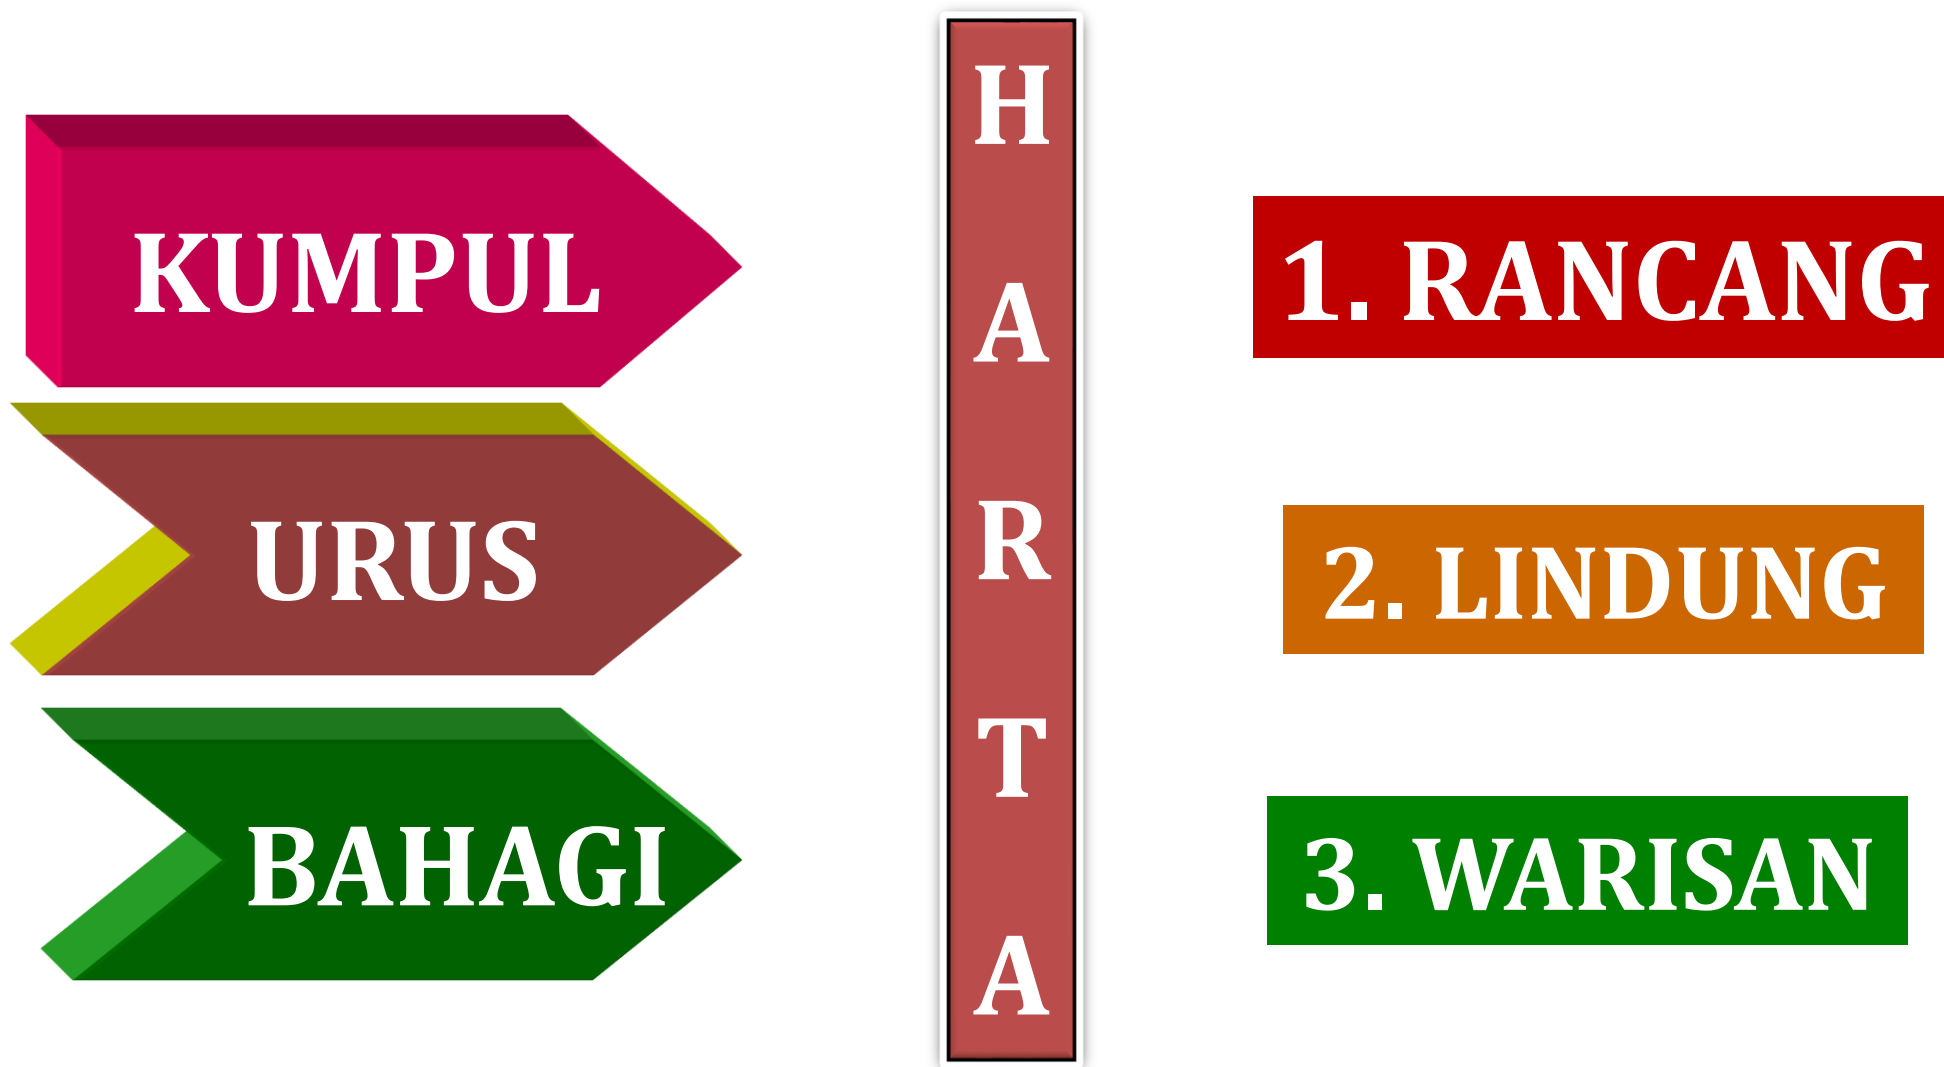 KUMPUL
URUS
BAHAGI
H
A
R
T
A
1. RANCANG
2. LINDUNG
3. WARISAN